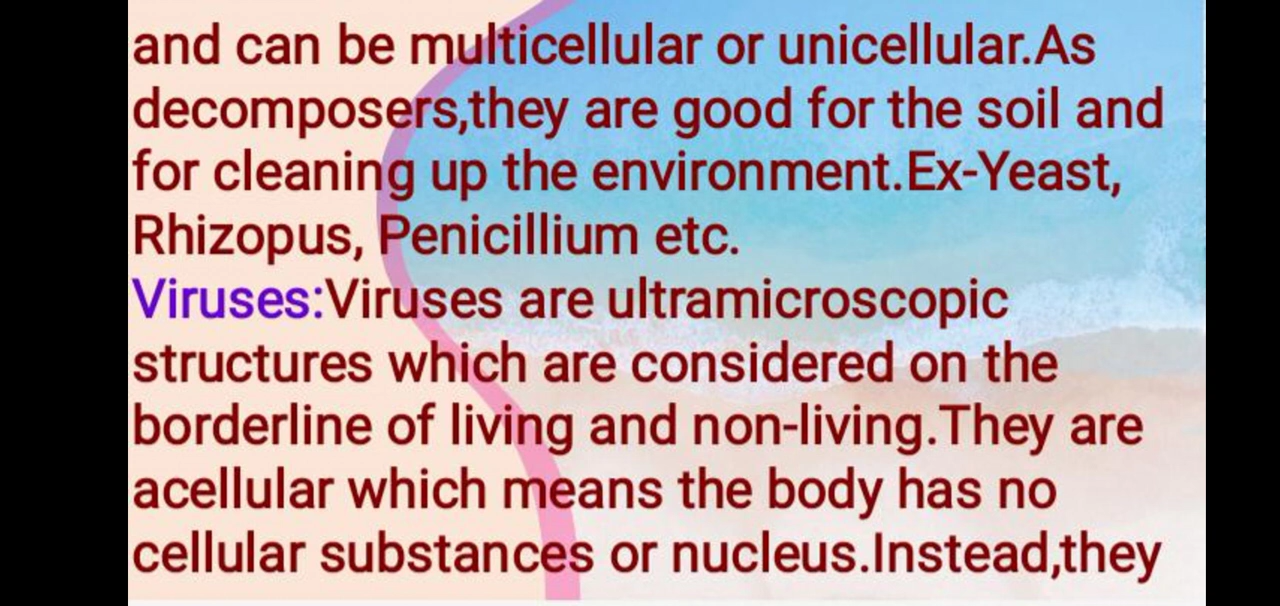 and can be multicellular or unicellular.As
decomposers,they are good for the soil and
for cleaning up the environment.Ex-Yeast,
Rhizopus, Penicillium etc.
Viruses:Viruses are ultramicroscopic
structures which are considered on the
borderline of living and non-living.They are
acellular which means the body has no
cellular substances or nucleus.Instead,they